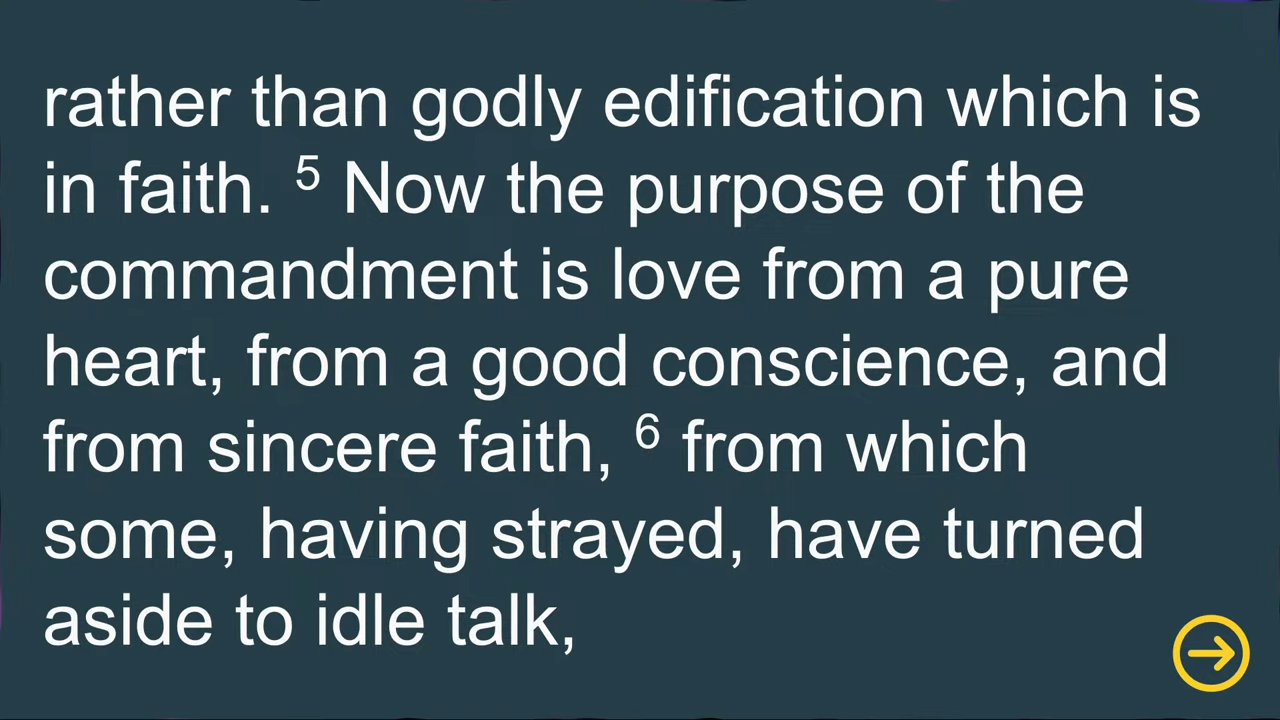 rather than godly edification which is
in faith. ⁵ Now the purpose of the
commandment is love from a pure
heart, from a good conscience, and
from sincere faith, ⁶ from which
some, having strayed, have turned
aside to idle talk,